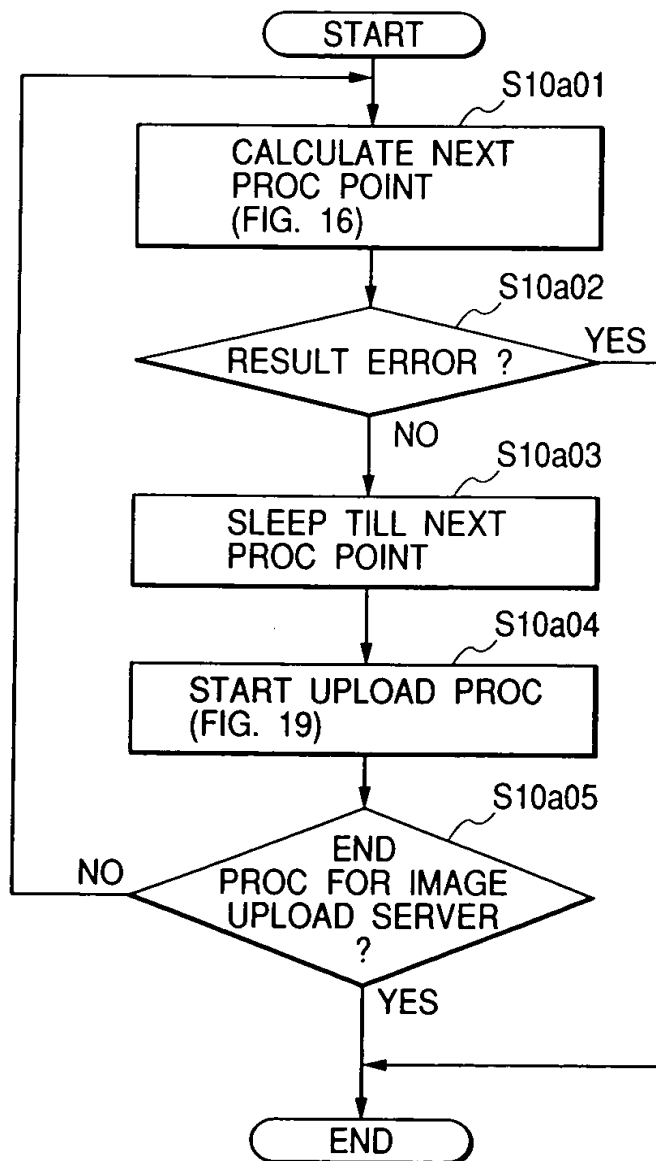 START
S10a01
CALCULATE NEXT
PROC POINT
(FIG. 16)
S10a02
RESULT ERROR ?
YES
NO
S10a03
SLEEP TILL NEXT
PROC POINT
S10a04
START UPLOAD PROC
(FIG. 19)
S10a05
END
PROC FOR IMAGE
UPLOAD SERVER
?
NO
YES
END